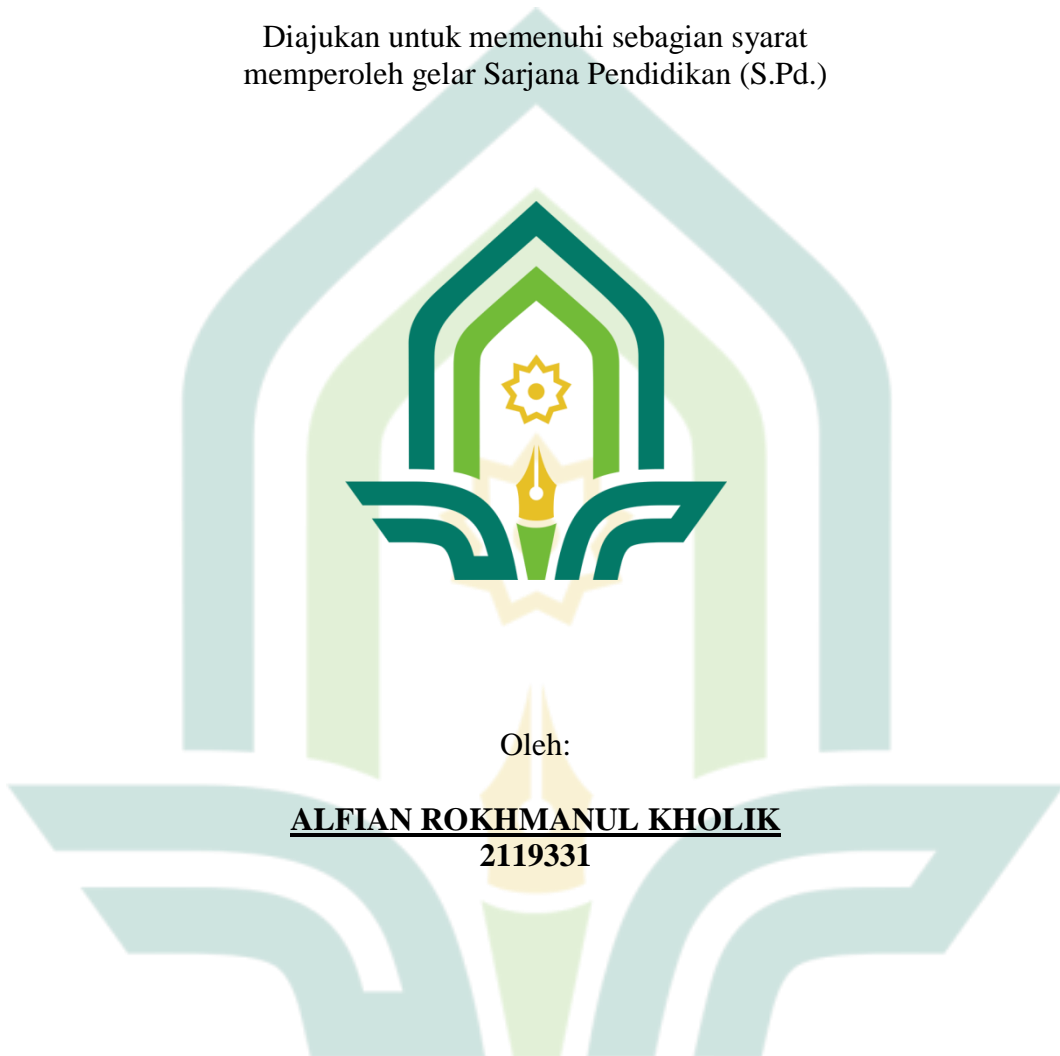 Diajukan untuk memenuhi sebagian syarat
memperoleh gelar Sarjana Pendidikan (S.Pd.)
Oleh:
ALFIAN ROKHMANUL KHOLIK
2119331